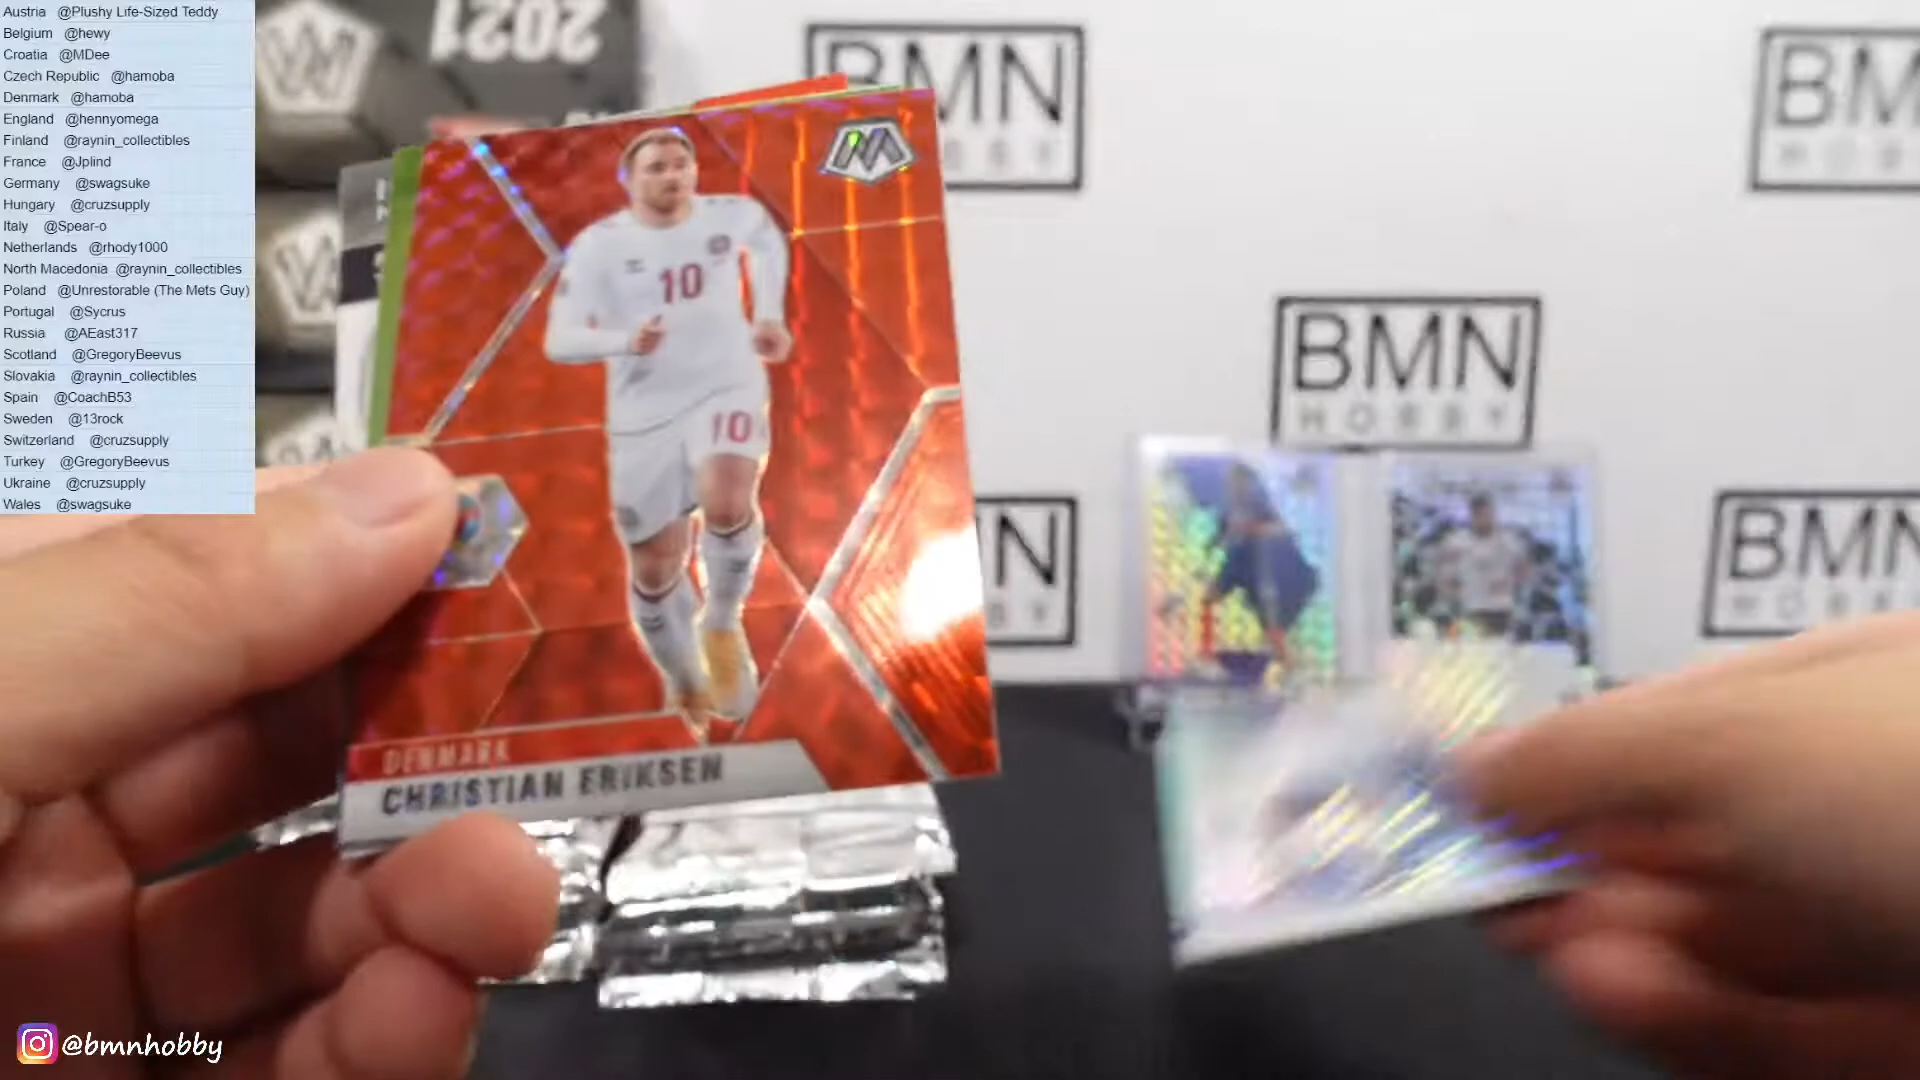 Austria @Plushy Life-Sized Teddy
Belgium @hewy
Croatia @MDee
Czech Republic @hamoba
Denmark @hamoba
England @hennyomega
Finland @raynin_collectibles
France @Jplind
Germany @swagsuke
Hungary @cruzsupply
Italy @Spear-o
Netherlands @rhody1000
North Macedonia @raynin_collectibles
Poland @Unrestorable (The Mets Guy)
Portugal @Sycrus
Russia @AEast317
Scotland @GregoryBeevus
Slovakia @raynin_collectibles
Spain @CoachB53
Sweden @13rock
Switzerland @cruzsupply
Turkey @GregoryBeevus
Ukraine @cruzsupply
Wales @swagsuke
2021
BMN
BMN
BMN
HOBBY
BMN
HOBBY
10
10
DENMARK
CHRISTIAN ERIKSEN
@bmnhobby